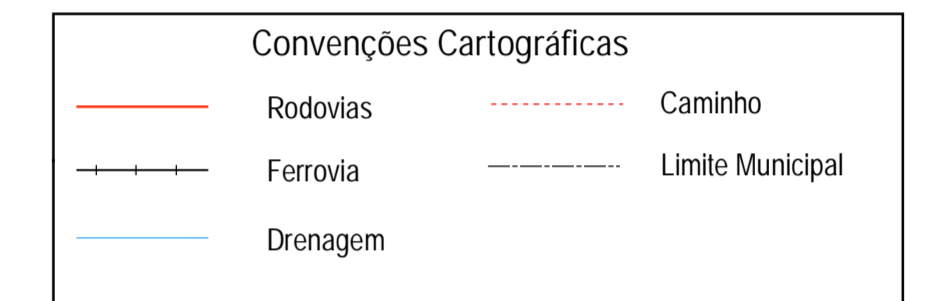 Convenções Cartográficas
Rodovias
Caminho
Ferrovia
Limite Municipal
Drenagem